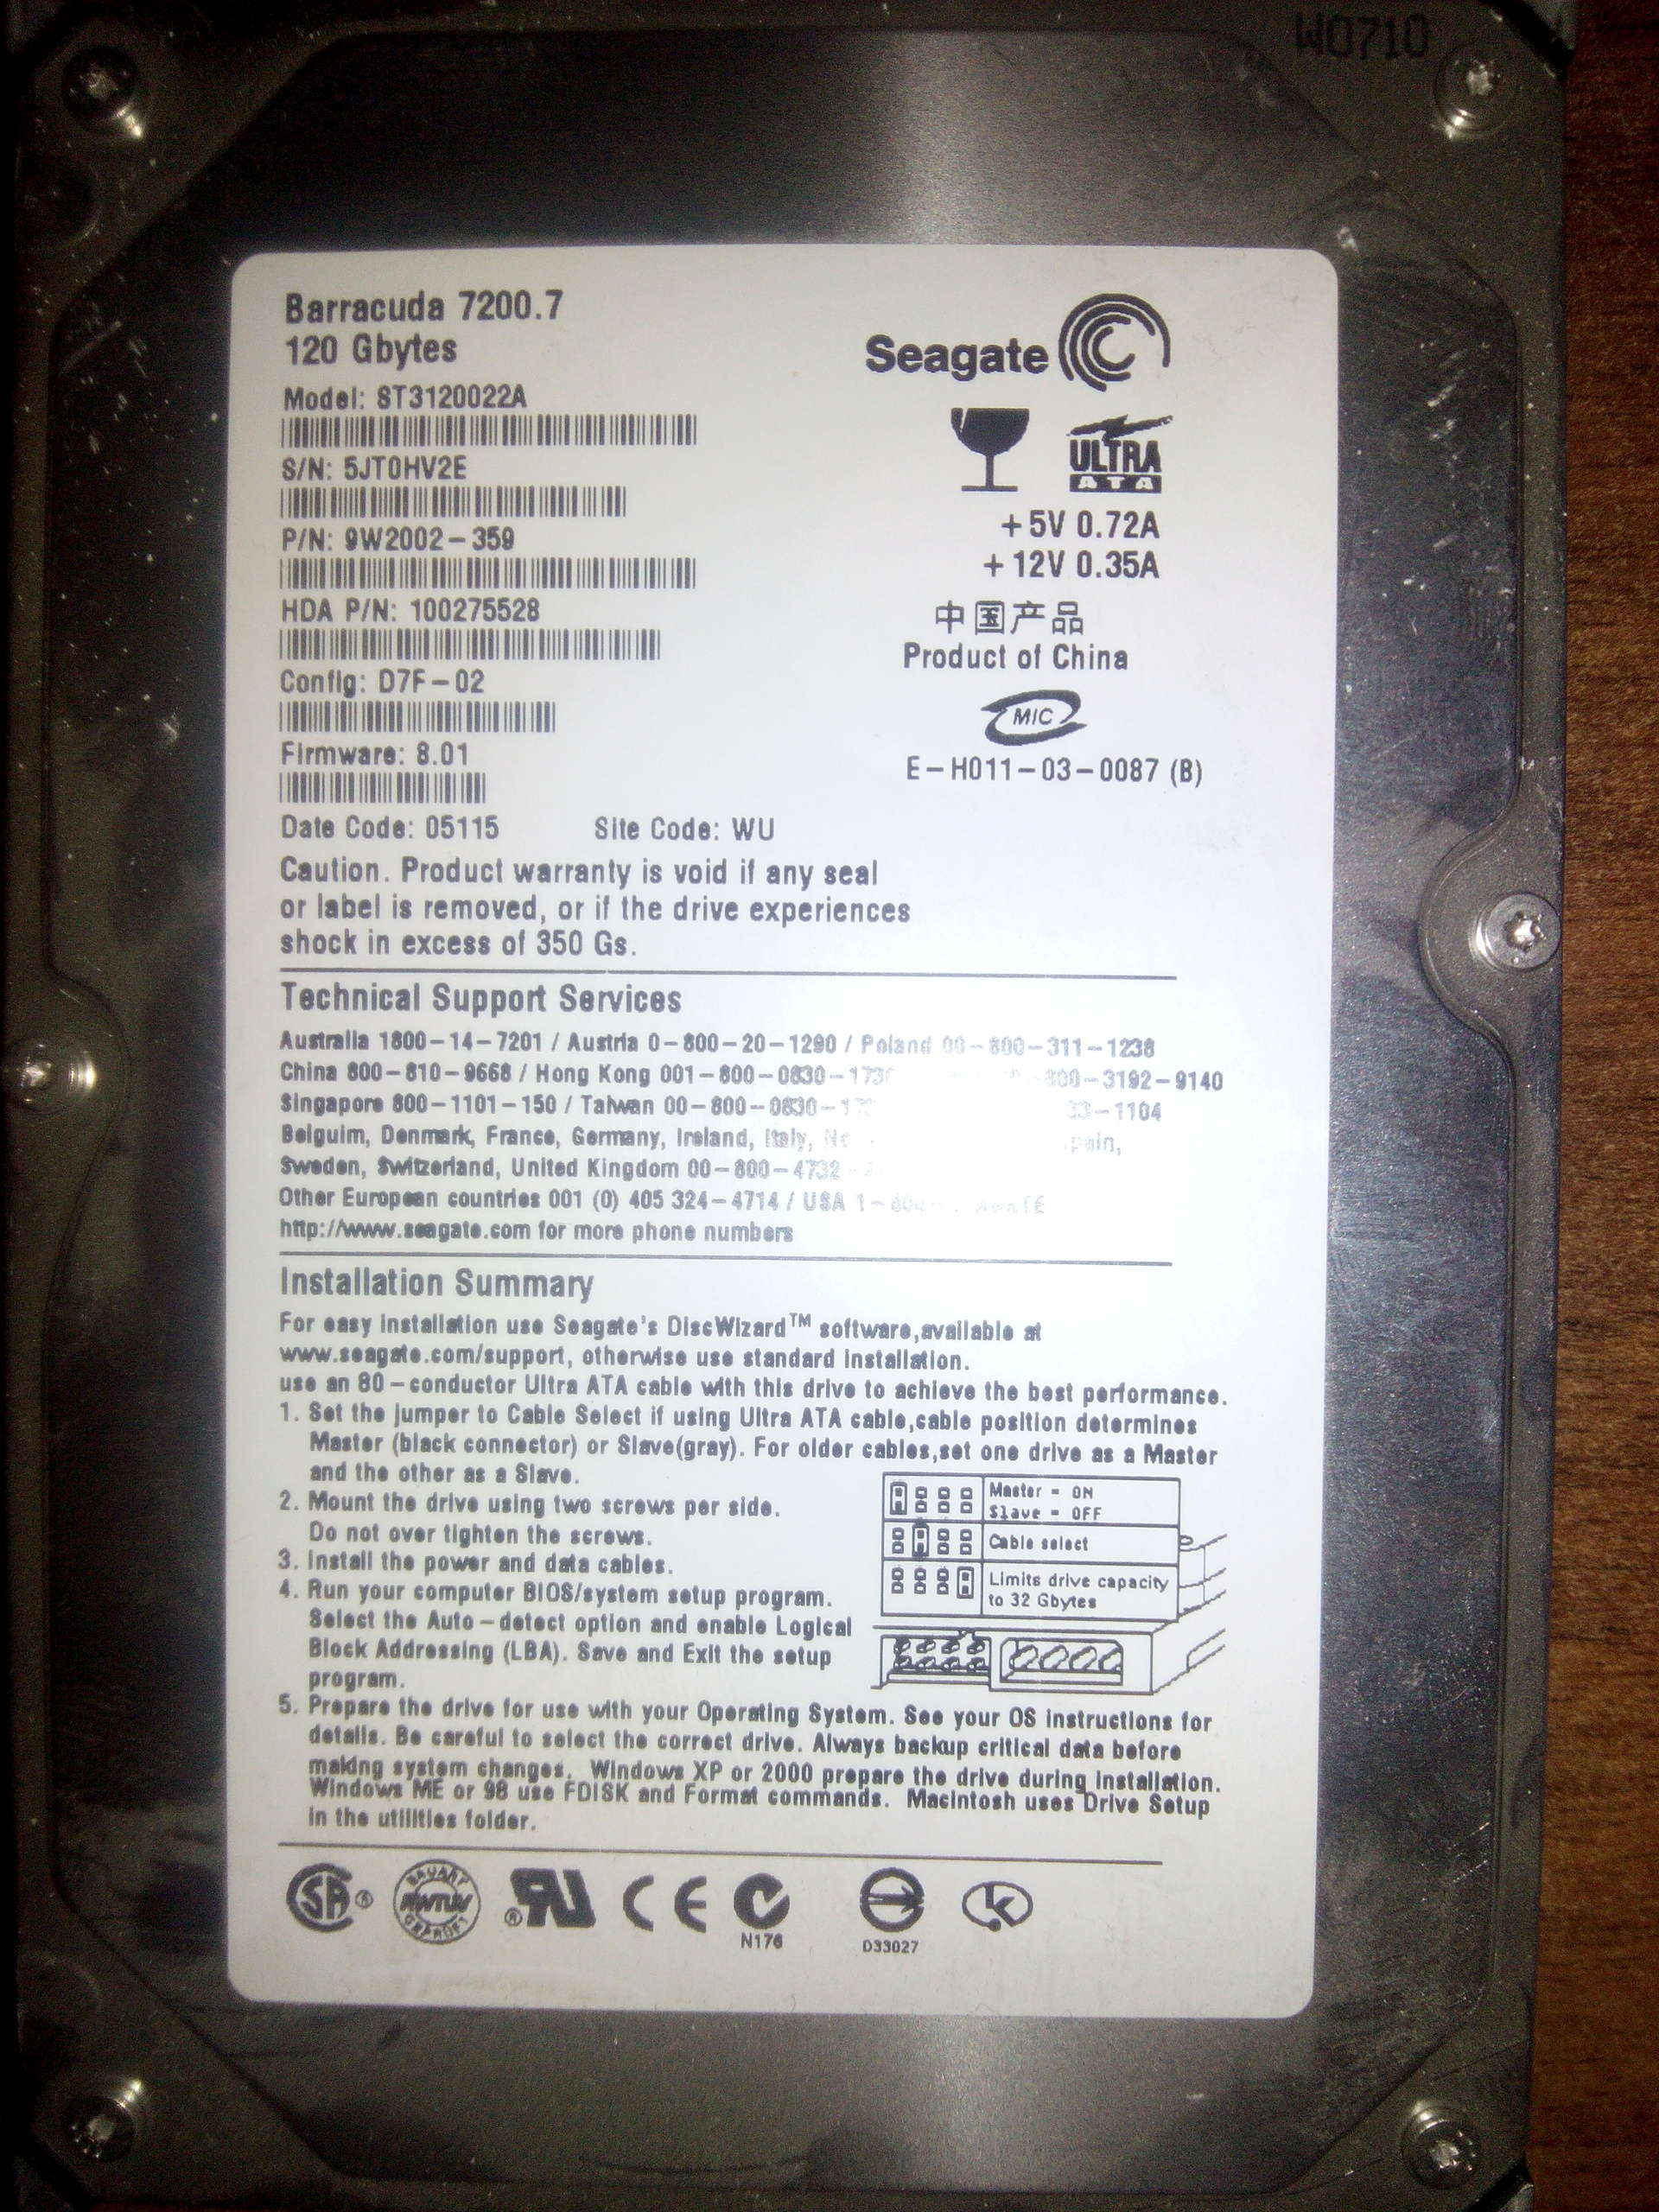 W0710
Barracuda 7200.7
120 Gbytes
Model: ST3120022A
S/N: 5JT0HV2E
P/N: 9W2002-359
HDA P/N: 100275528
Config: D7F-02
Firmware: 8.01
Date Code: 05115 Site Code: WU
Seagate
ULTRA
ATA
+5V 0.72A
+12V 0.35A
中国产品
Product of China
MIC
E-H011-03-0087 (B)
Caution. Product warranty is void if any seal
or label is removed, or if the drive experiences
shock in excess of 350 Gs.
Technical Support Services
Australia 1800-14-7201 / Austria 0-800-20-1290 / Poland 00-800-311-1238
China 800-810-9668 / Hong Kong 001-800-0830-173 -800-3192-9140
Singapore 800-1101-150 / Taiwan 00-800-0830- 33-1104
Belguim, Denmark, France, Germany, Ireland, Italy,
Sweden, Switzerland, United Kingdom 00-800-4732-
Other European countries 001 (0) 405 324-4714 / USA 1-800-
http://www.seagate.com for more phone numbers
Installation Summary
For easy installation use Seagate's DiscWizard™ software,available at
www.seagate.com/support, otherwise use standard installation.
use an 80-conductor Ultra ATA cable with this drive to achieve the best performance.
1. Set the jumper to Cable Select if using Ultra ATA cable,cable position determines
Master (black connector) or Slave(gray). For older cables,set one drive as a Master
and the other as a Slave.
2. Mount the drive using two screws per side.
Do not over tighten the screws.
3. Install the power and data cables.
4. Run your computer BIOS/system setup program.
Select the Auto-detect option and enable Logical
Block Addressing (LBA). Save and Exit the setup
program.
Master = ON
Slave = OFF
Cable select
Limits drive capacity
to 32 Gbytes
5. Prepare the drive for use with your Operating System. See your OS instructions for
details. Be careful to select the correct drive. Always backup critical data before
making system changes. Windows XP or 2000 prepare the drive during installation.
Windows ME or 98 use FDISK and Format commands. Macintosh uses Drive Setup
in the utilities folder.
BAUART
N176
D33027